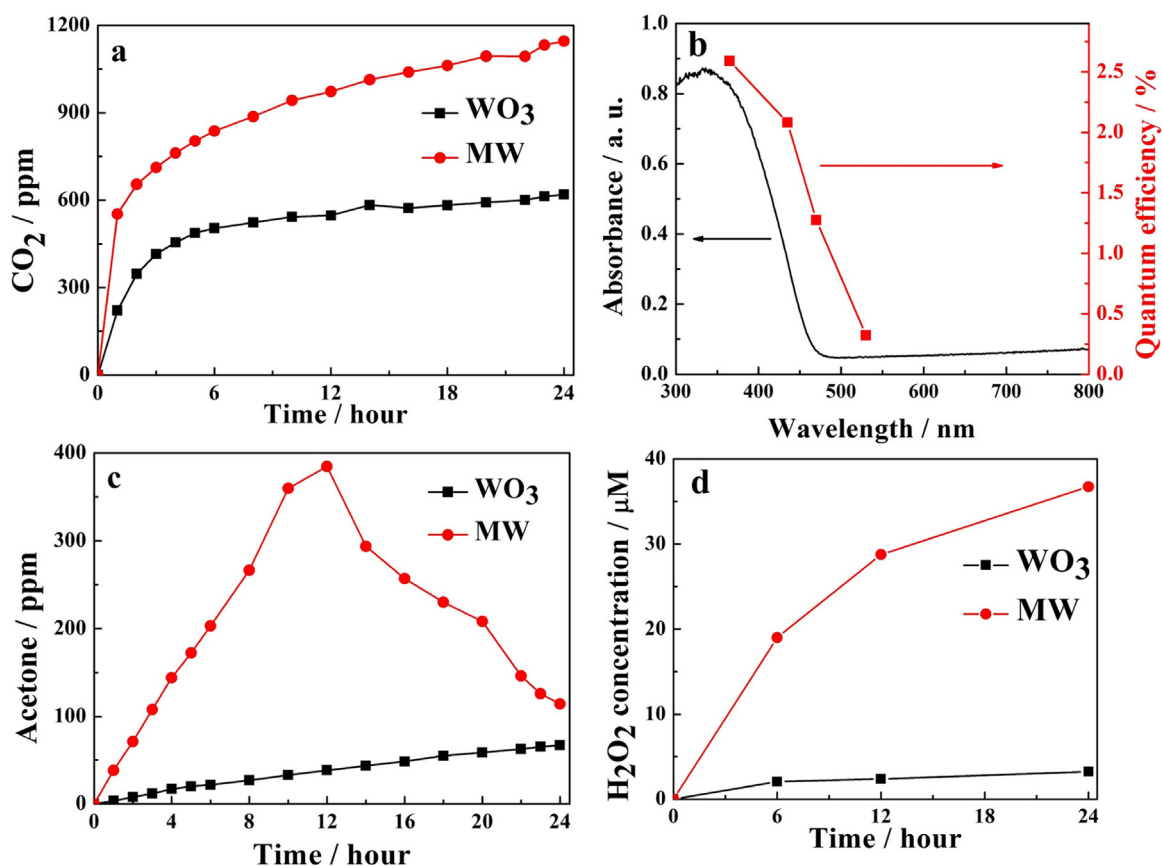 a
CO2 / ppm
1200
900
600
300
0
WO3
MW
0 6 12 18 24
Time / hour
b
Absorbance / a. u.
1.0
0.8
0.6
0.4
0.2
0.0
2.5
2.0
1.5
1.0
0.5
0.0
Quantum efficiency / %
300 400 500 600 700 800
Wavelength / nm
c
Acetone / ppm
400
300
200
100
0
WO3
MW
0 4 8 12 16 20 24
Time / hour
d
H2O2 concentration / μM
40
30
20
10
0
WO3
MW
0 6 12 18 24
Time / hour